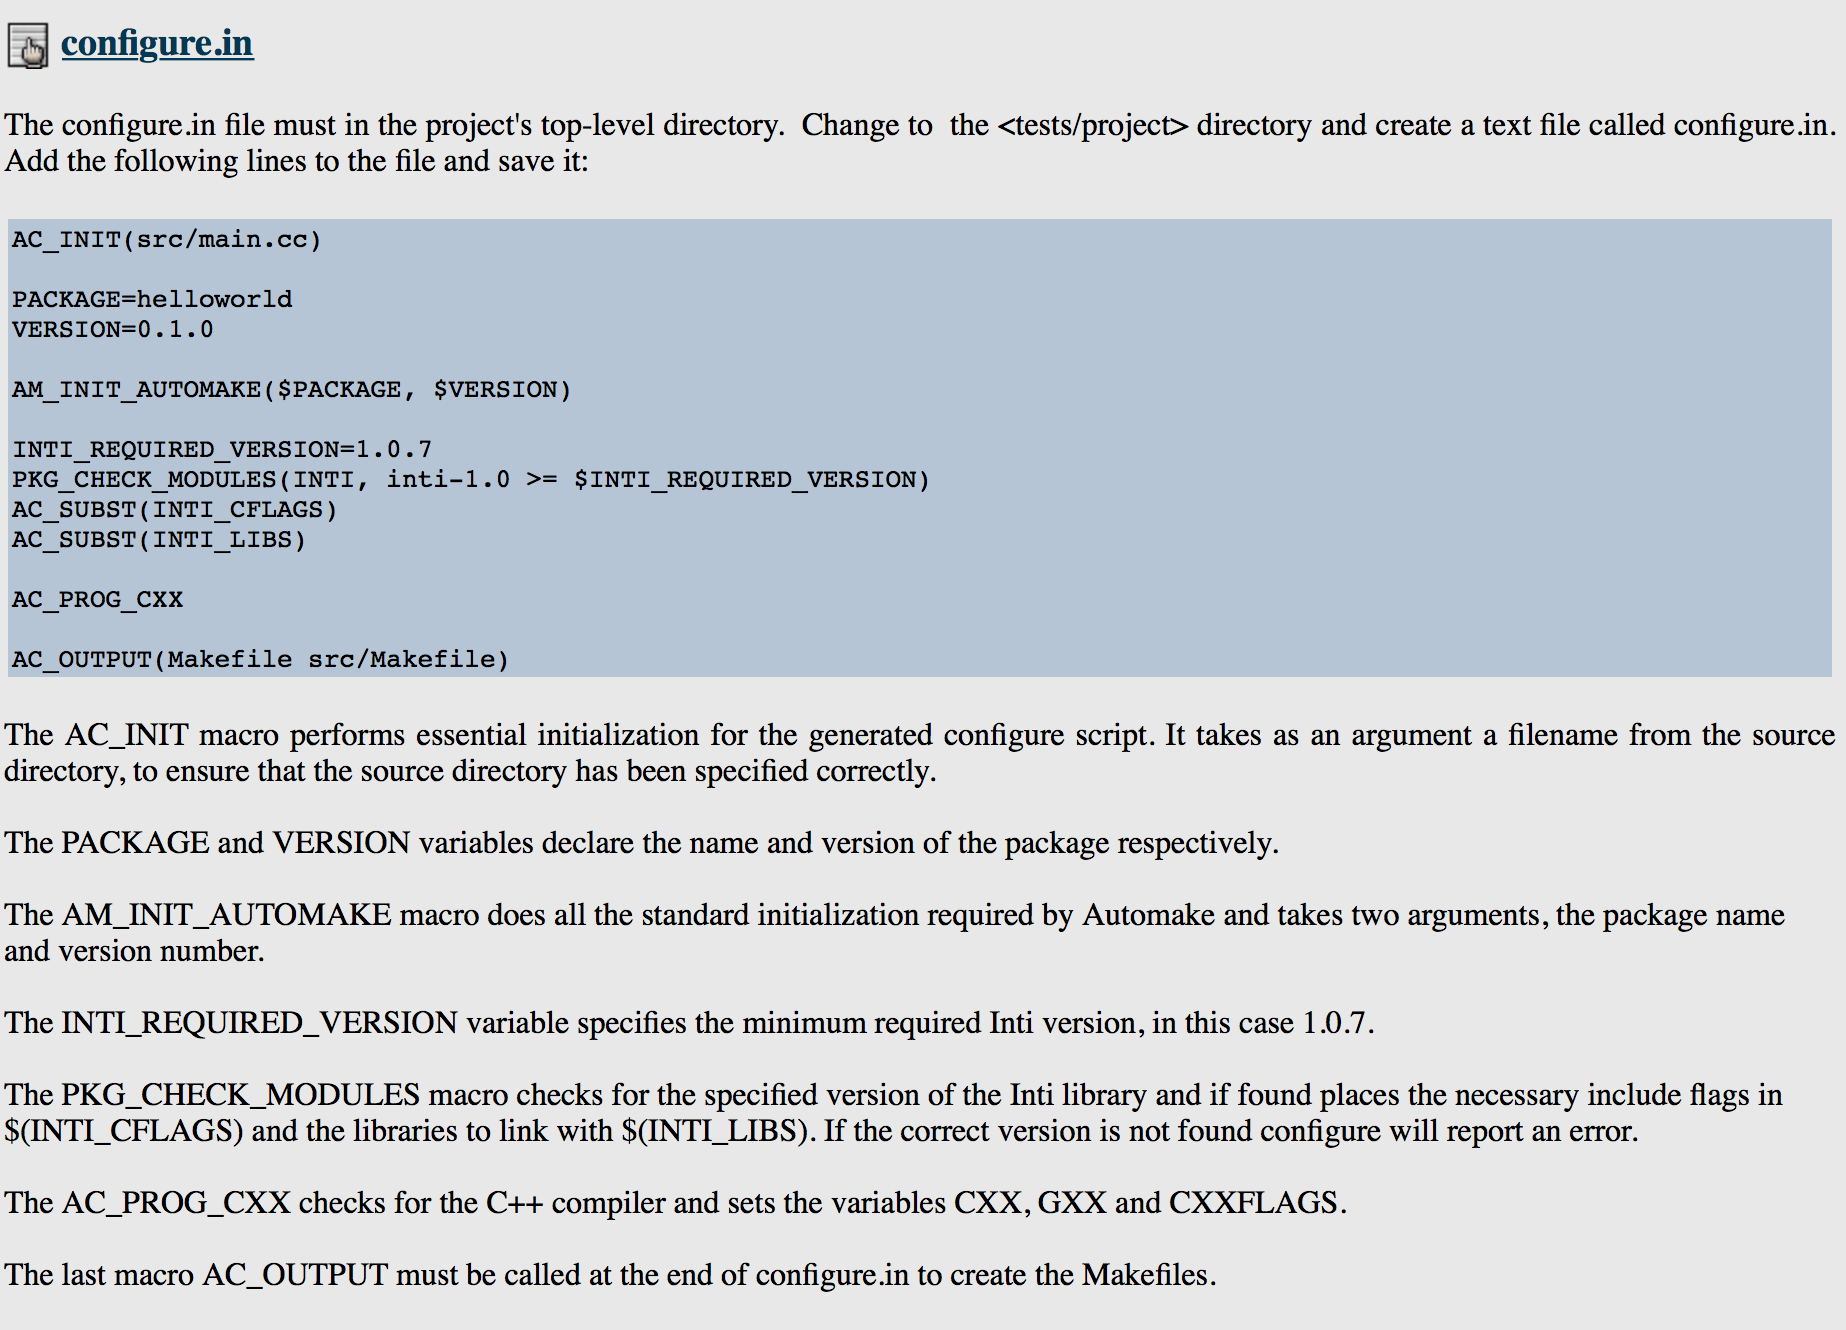 configure.in
The configure.in file must in the project's top-level directory.  Change to  the <tests/project> directory and create a text file called configure.in.
Add the following lines to the file and save it:
AC_INIT(src/main.cc)
PACKAGE=helloworld
VERSION=0.1.0
AM_INIT_AUTOMAKE($PACKAGE, $VERSION)
INTI_REQUIRED_VERSION=1.0.7
PKG_CHECK_MODULES(INTI, inti-1.0 >= $INTI_REQUIRED_VERSION)
AC_SUBST(INTI_CFLAGS)
AC_SUBST(INTI_LIBS)
AC_PROG_CXX
AC_OUTPUT(Makefile src/Makefile)
The AC_INIT macro performs essential initialization for the generated configure script. It takes as an argument a filename from the source
directory, to ensure that the source directory has been specified correctly.
The PACKAGE and VERSION variables declare the name and version of the package respectively.
The AM_INIT_AUTOMAKE macro does all the standard initialization required by Automake and takes two arguments, the package name
and version number.
The INTI_REQUIRED_VERSION variable specifies the minimum required Inti version, in this case 1.0.7.
The PKG_CHECK_MODULES macro checks for the specified version of the Inti library and if found places the necessary include flags in
$(INTI_CFLAGS) and the libraries to link with $(INTI_LIBS). If the correct version is not found configure will report an error.
The AC_PROG_CXX checks for the C++ compiler and sets the variables CXX, GXX and CXXFLAGS.
The last macro AC_OUTPUT must be called at the end of configure.in to create the Makefiles.